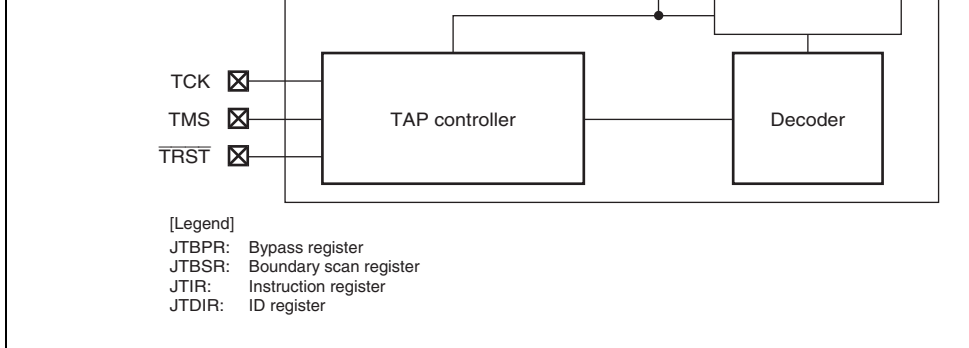 TCK
TMS
TAP controller
Decoder
TRST
[Legend]
JTBPR: Bypass register
JTBSR: Boundary scan register
JTIR: Instruction register
JTDIR: ID register